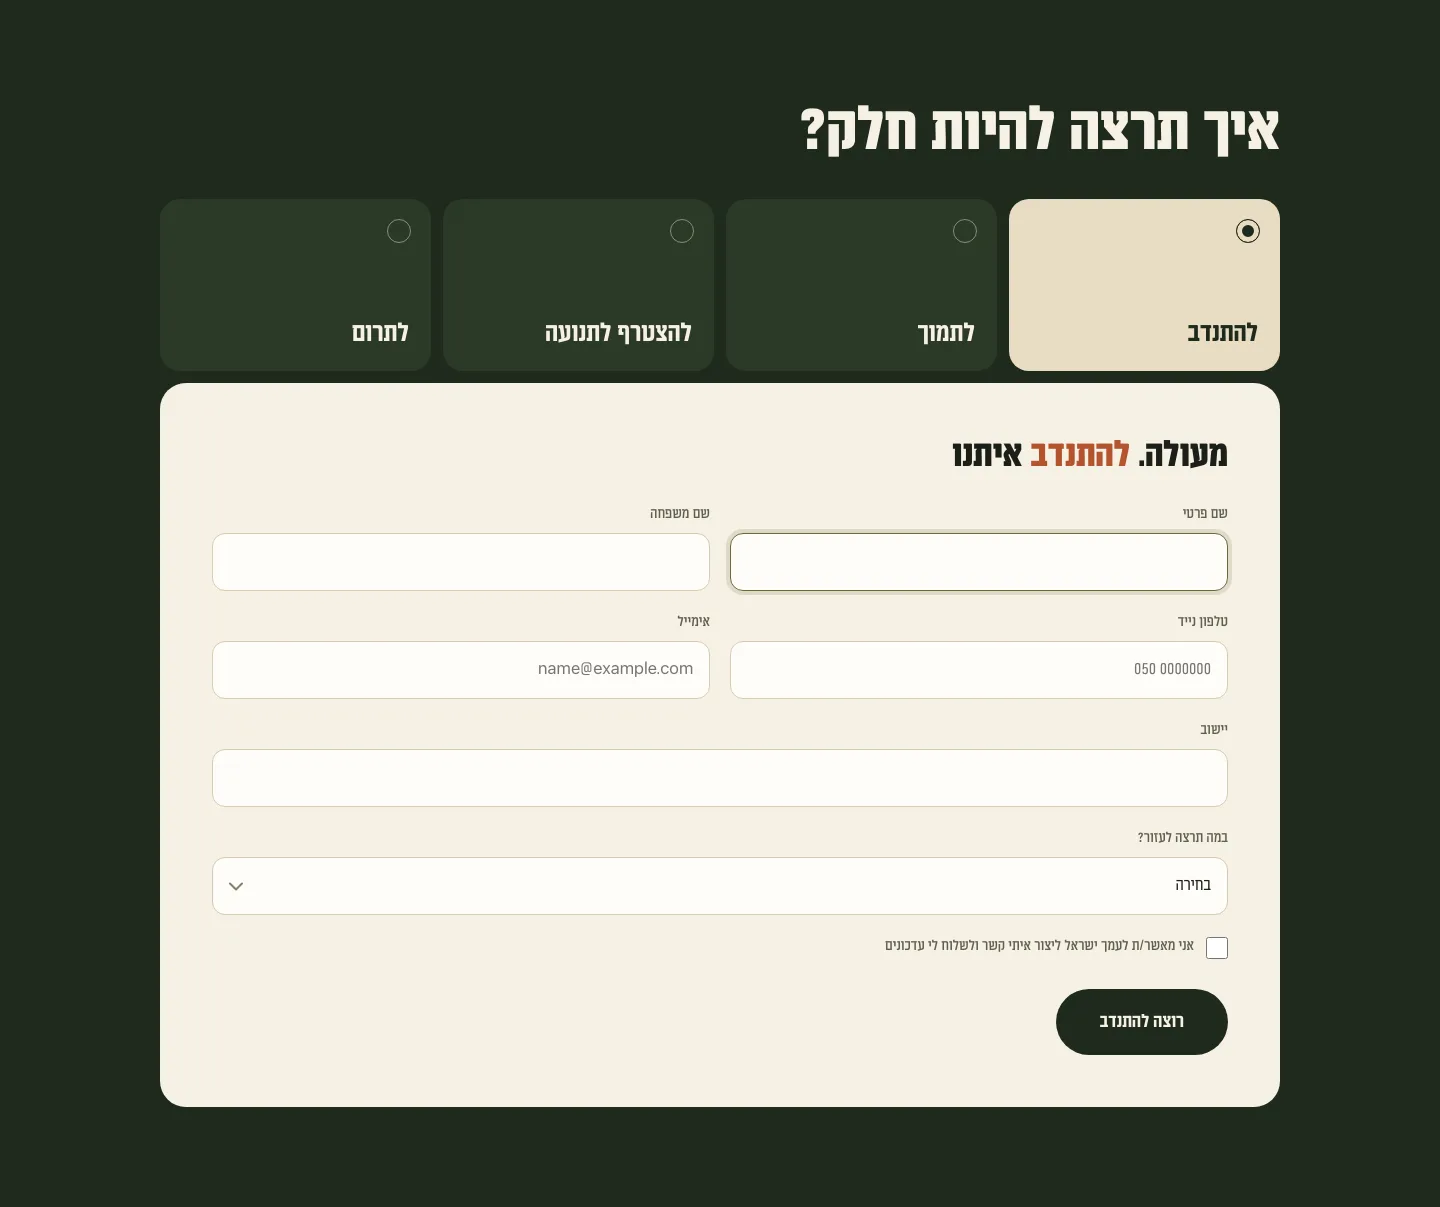 איך תרצה להיות חלק?
להתנדב
לתמוך
להצטרף לתנועה
לתרום
מעולה. להתנדב איתנו
שם פרטי
שם משפחה
טלפון נייד
אימייל
050 0000000
name@example.com
יישוב
במה תרצה לעזור?
בחירה
אני מאשר/ת לעמך ישראל ליצור איתי קשר ולשלוח לי עדכונים
רוצה להתנדב